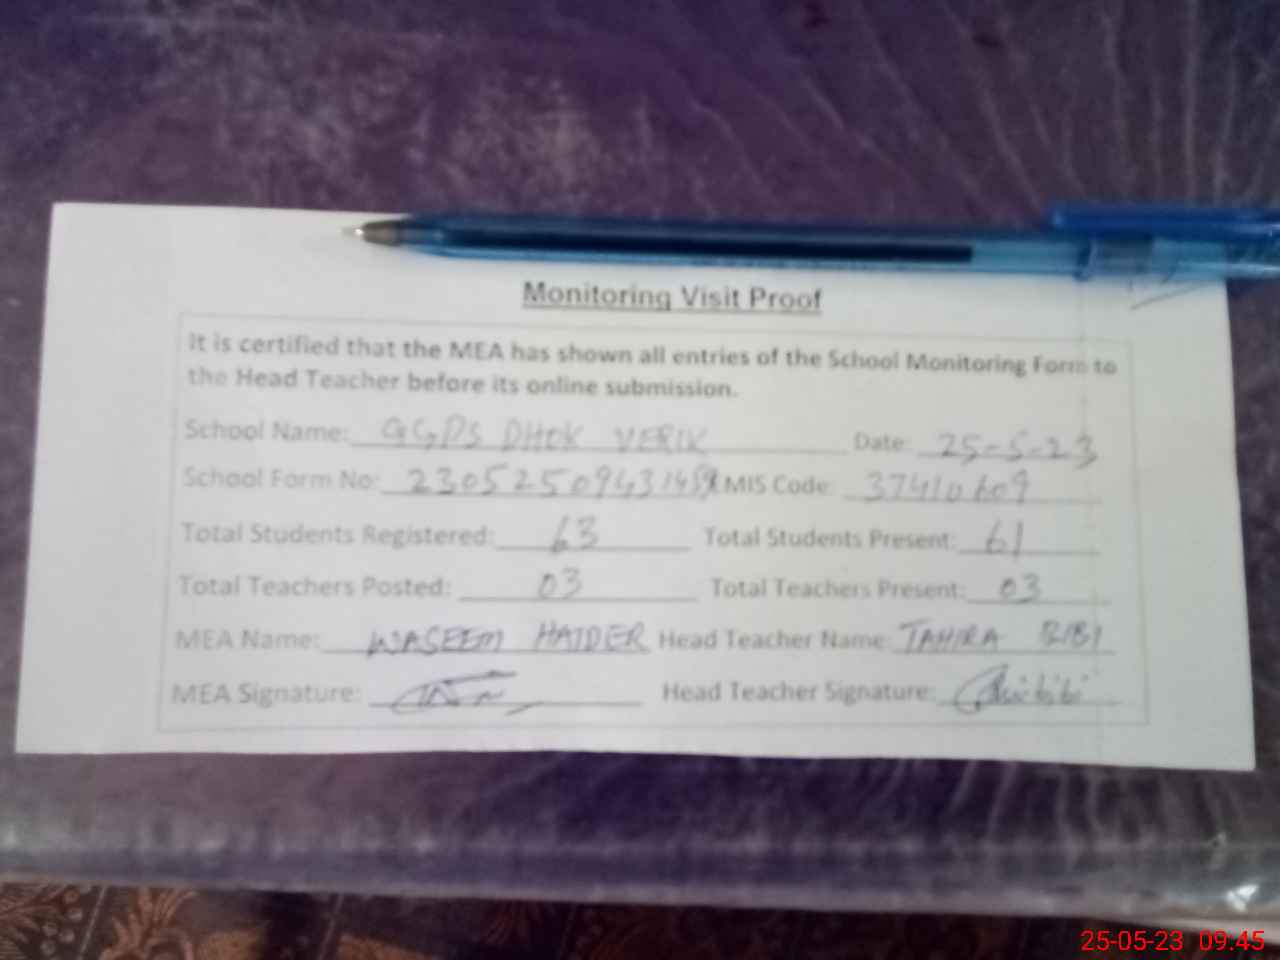 Monitoring Visit Proof
It is certified that the MEA has shown all entries of the School Monitoring Form to
the Head Teacher before its online submission.
School Name: GGPS DHOK VERIK Date: 25-5-23
School Form No: MIS Code: 37410609
Total Students Registered: 63 Total Students Present: 61
Total Teachers Posted: 03 Total Teachers Present: 03
MEA Name: WASEEM HAIDER Head Teacher Name: TAHIRA BIBI
MEA Signature: Head Teacher Signature:
25-05-23 09:45